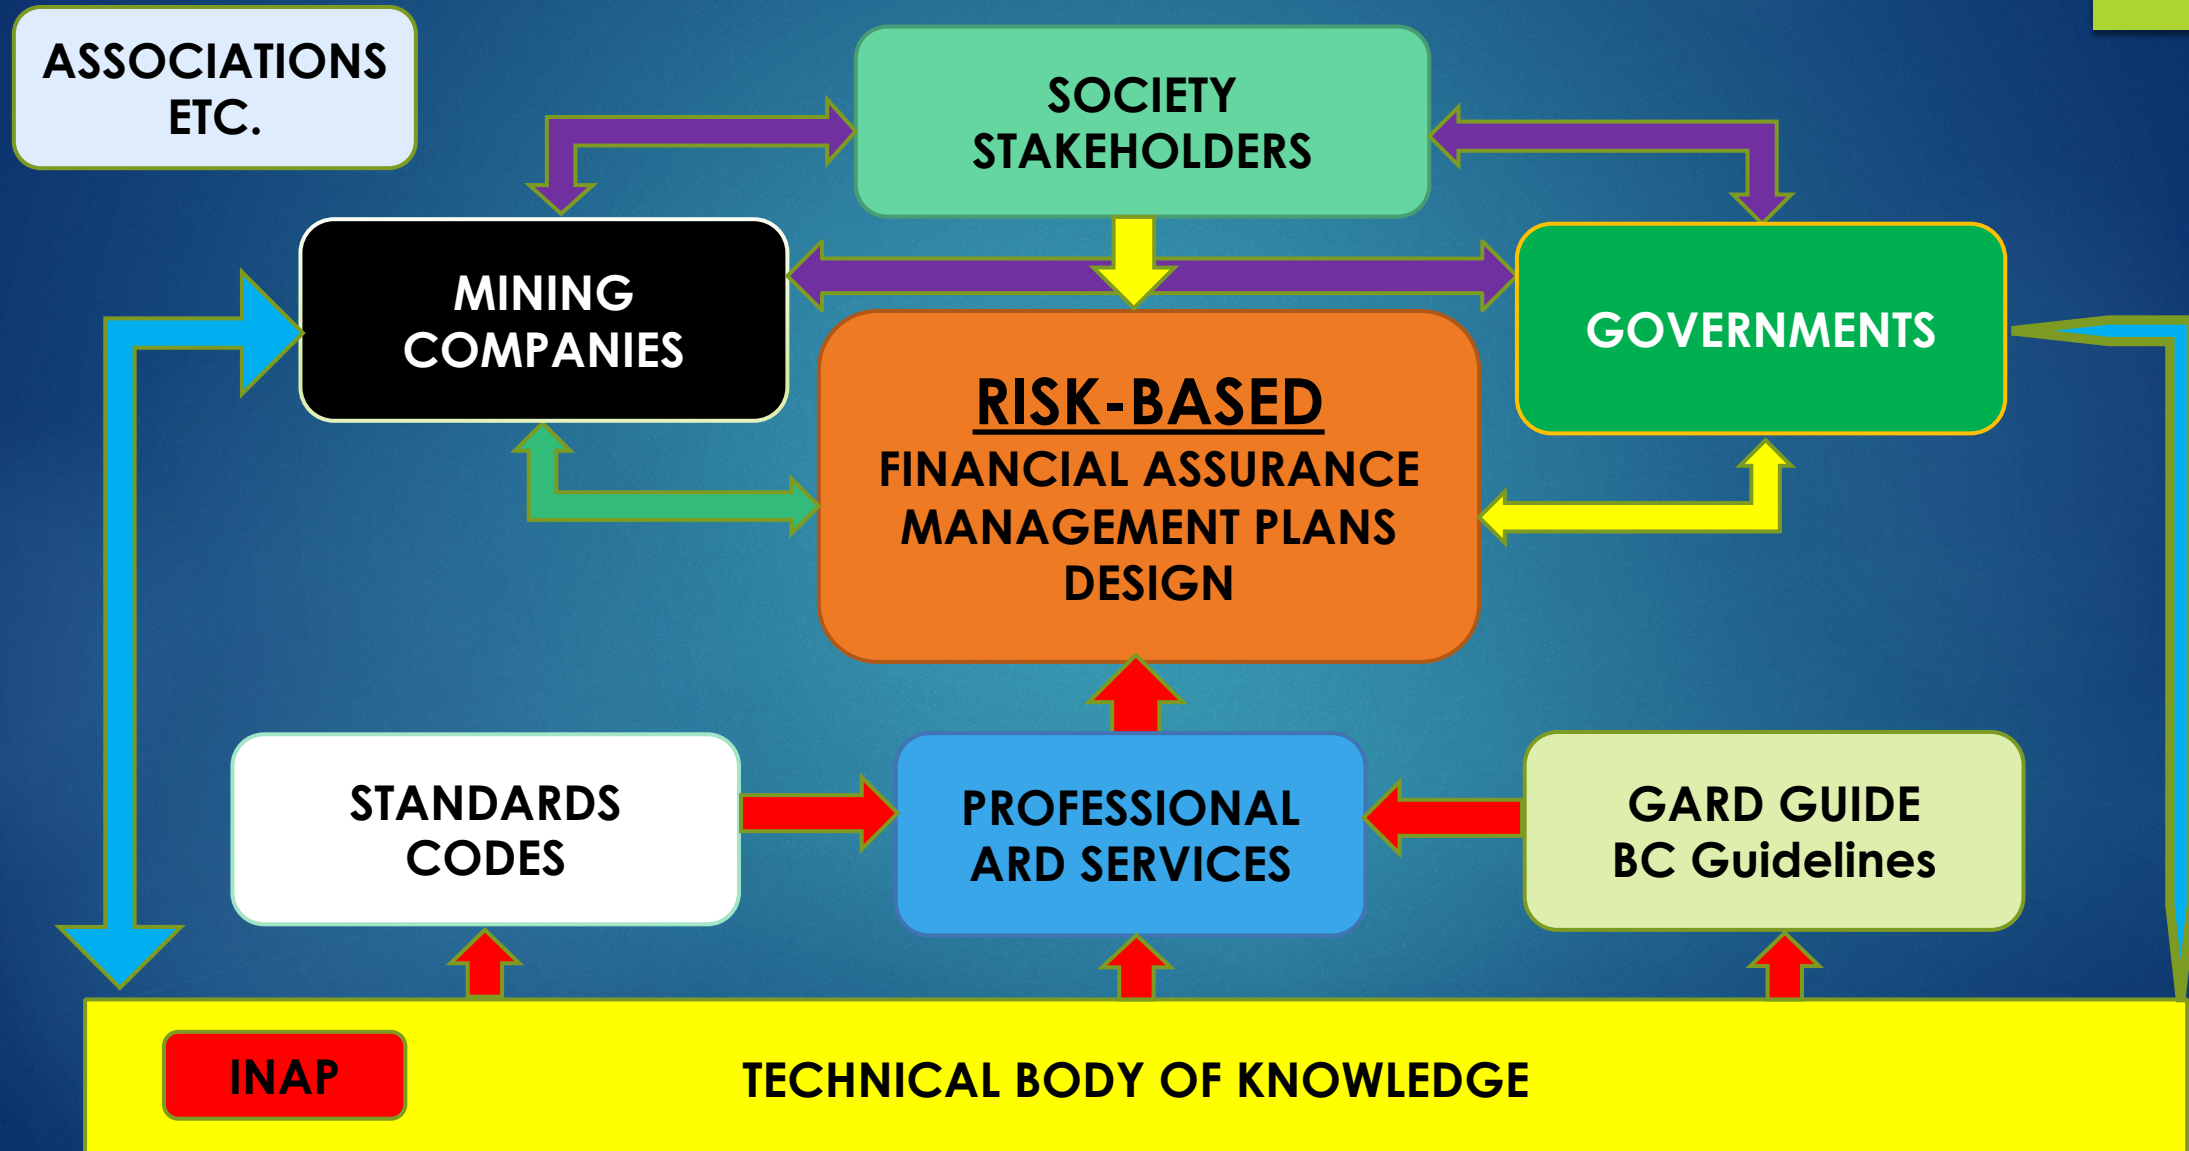 ASSOCIATIONS
ETC.
SOCIETY
STAKEHOLDERS
MINING
COMPANIES
GOVERNMENTS
RISK-BASED
FINANCIAL ASSURANCE
MANAGEMENT PLANS
DESIGN
STANDARDS
CODES
PROFESSIONAL
ARD SERVICES
GARD GUIDE
BC Guidelines
INAP
TECHNICAL BODY OF KNOWLEDGE